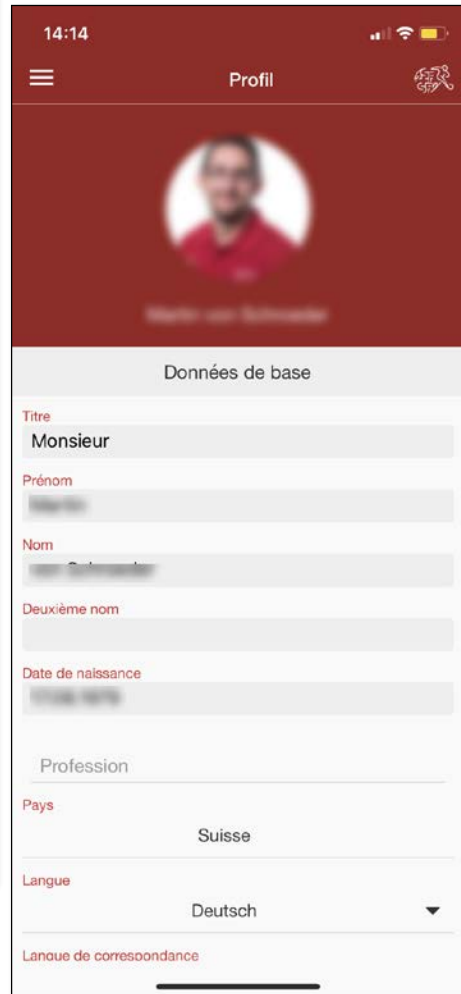 14:14
Profil
Données de base
Titre
Monsieur
Prénom
Nom
Deuxième nom
Date de naissance
Profession
Pays
Suisse
Langue
Deutsch
Langue de correspondance